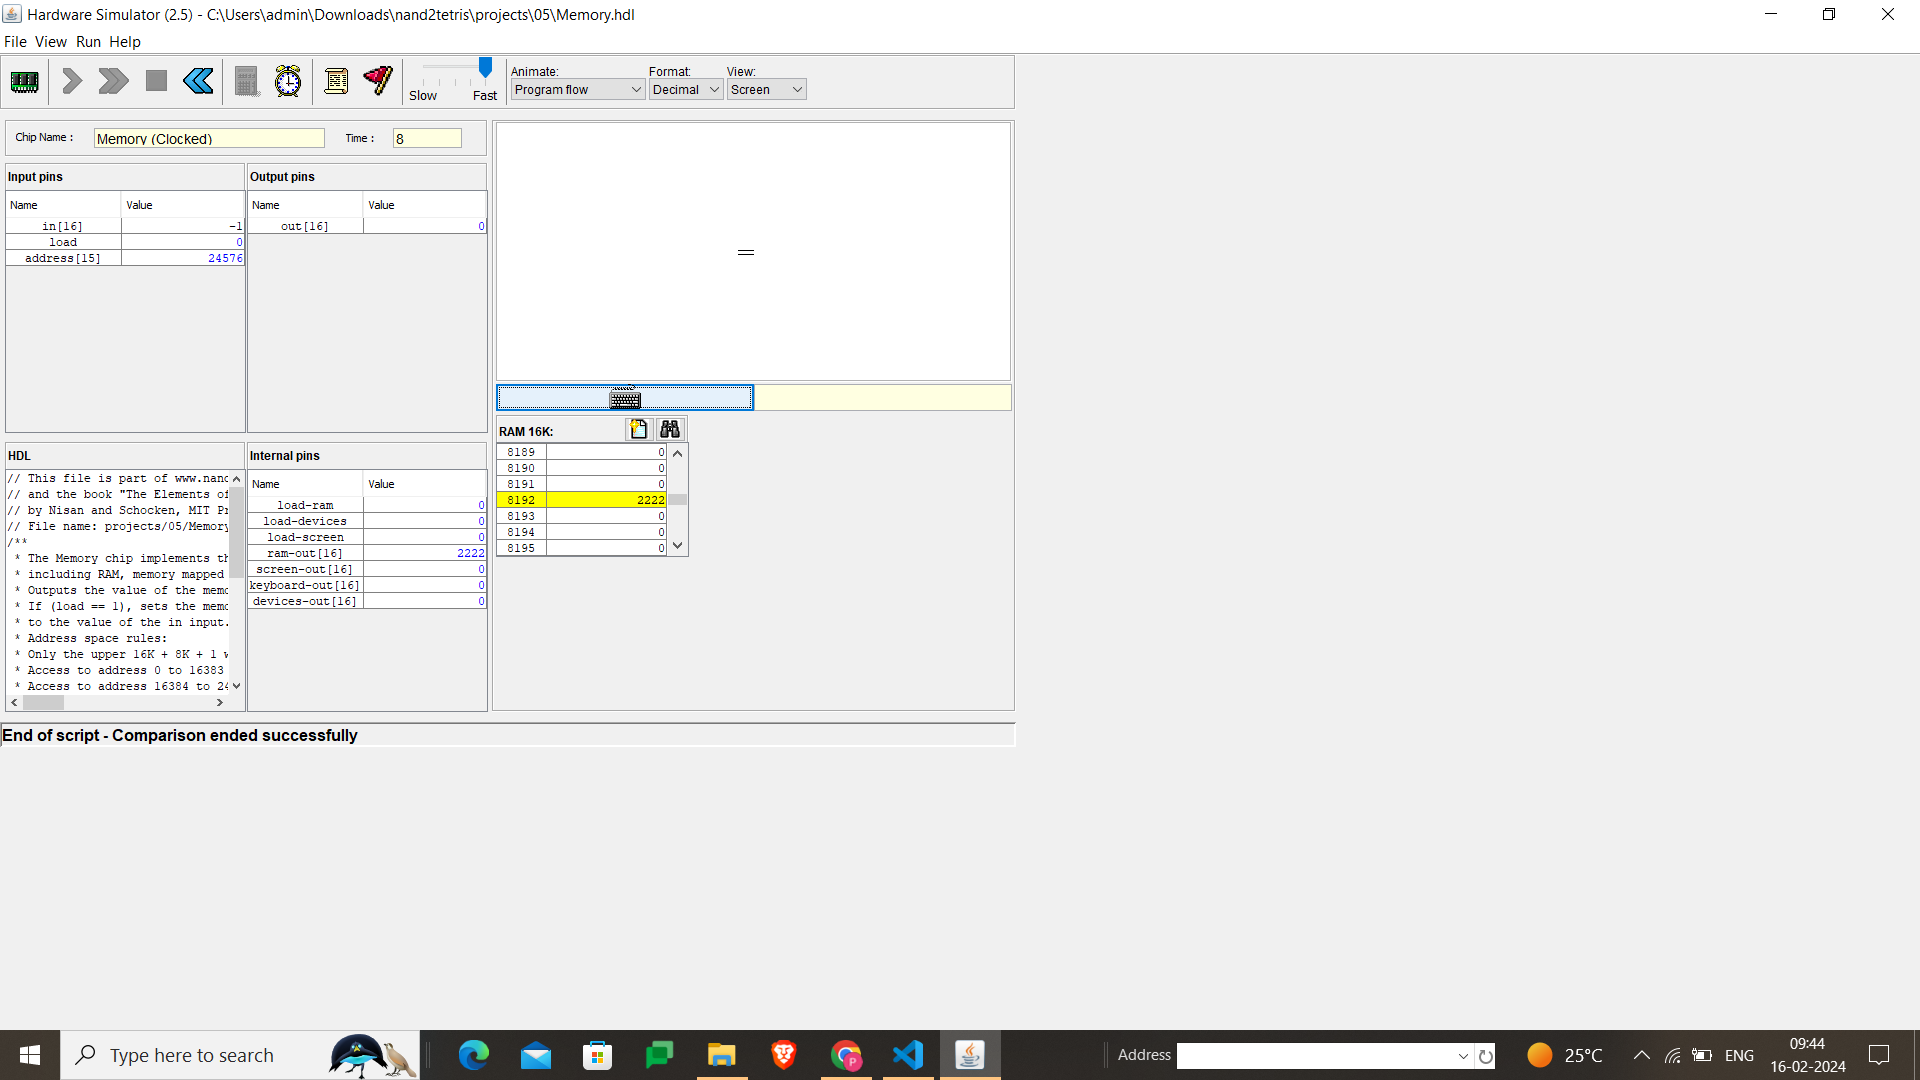 Hardware Simulator (2.5) - C:\Users\admin\Downloads\nand2tetris\projects\05\Memory.hdl
File View Run Help
Slow Fast
Animate: Format: View:
Program flow Decimal Screen
Chip Name : Memory (Clocked) Time : 8
Input pins
Name Value
in[16] -1
load 0
address[15] 24576
Output pins
Name Value
out[16] 0
HDL
// This file is part of www.nand
// and the book "The Elements of
// by Nisan and Schocken, MIT Pr
// File name: projects/05/Memory
/**
* The Memory chip implements th
* including RAM, memory mapped
* Outputs the value of the memo
* If (load == 1), sets the memo
* to the value of the in input.
* Address space rules:
* Only the upper 16K + 8K + 1 w
* Access to address 0 to 16383
* Access to address 16384 to 24
Internal pins
Name Value
load-ram 0
load-devices 0
load-screen 0
ram-out[16] 2222
screen-out[16] 0
keyboard-out[16] 0
devices-out[16] 0
RAM 16K:
8189 0
8190 0
8191 0
8192 2222
8193 0
8194 0
8195 0
End of script - Comparison ended successfully
Type here to search
Address
25°C
ENG
09:44
16-02-2024